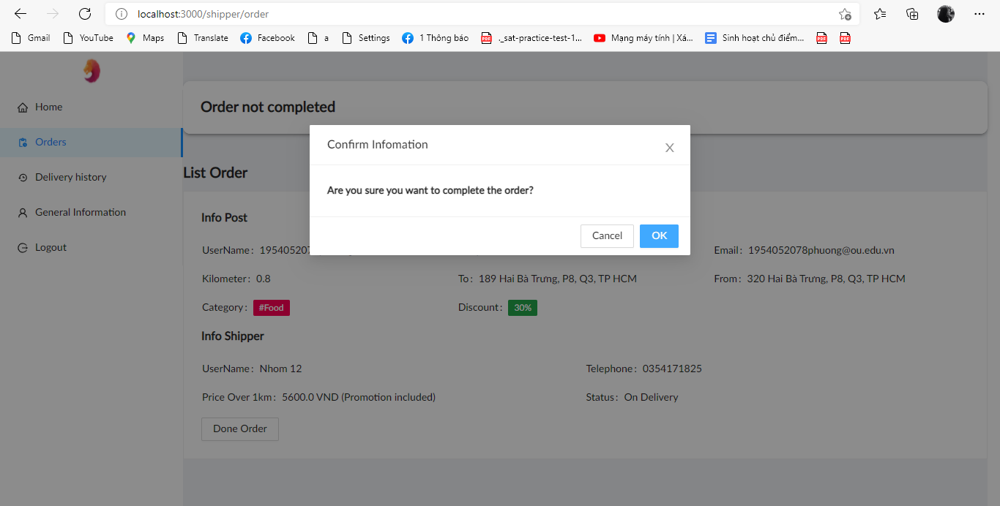 localhost:3000/shipper/order
Gmail YouTube Maps Translate Facebook a Settings 1 Thông báo ._sat-practice-test-1... Mạng máy tính | Xá... Sinh hoạt chủ điểm... PDF PDF
Home
Orders
Delivery history
General Information
Logout
Order not completed
Confirm Infomation
Are you sure you want to complete the order?
Cancel OK
List Order
Info Post
UserName: 195405207
Email: 1954052078phuong@ou.edu.vn
Kilometer: 0.8 To: 189 Hai Bà Trưng, P8, Q3, TP HCM From: 320 Hai Bà Trưng, P8, Q3, TP HCM
Category: #Food Discount: 30%
Info Shipper
UserName: Nhom 12 Telephone: 0354171825
Price Over 1km: 5600.0 VND (Promotion included) Status: On Delivery
Done Order